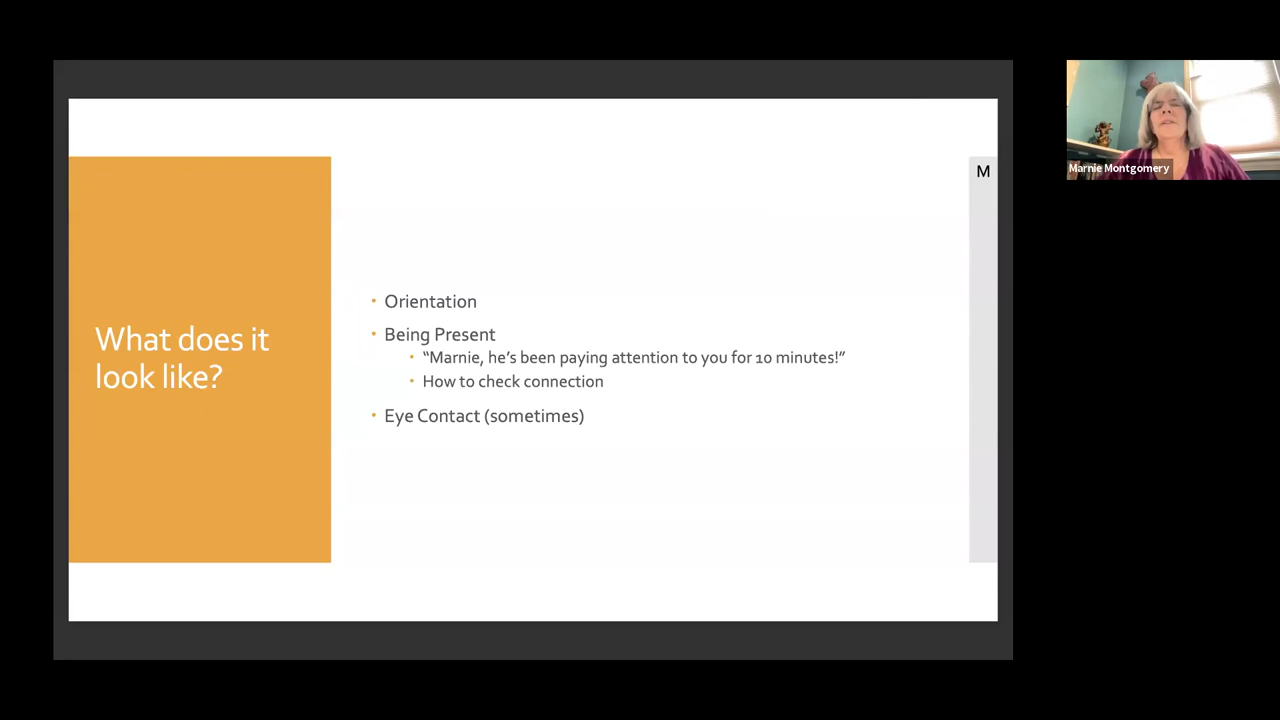 What does it
look like?
M
• Orientation
• Being Present
• “Marnie, he’s been paying attention to you for 10 minutes!”
• How to check connection
• Eye Contact (sometimes)
Marnie Montgomery